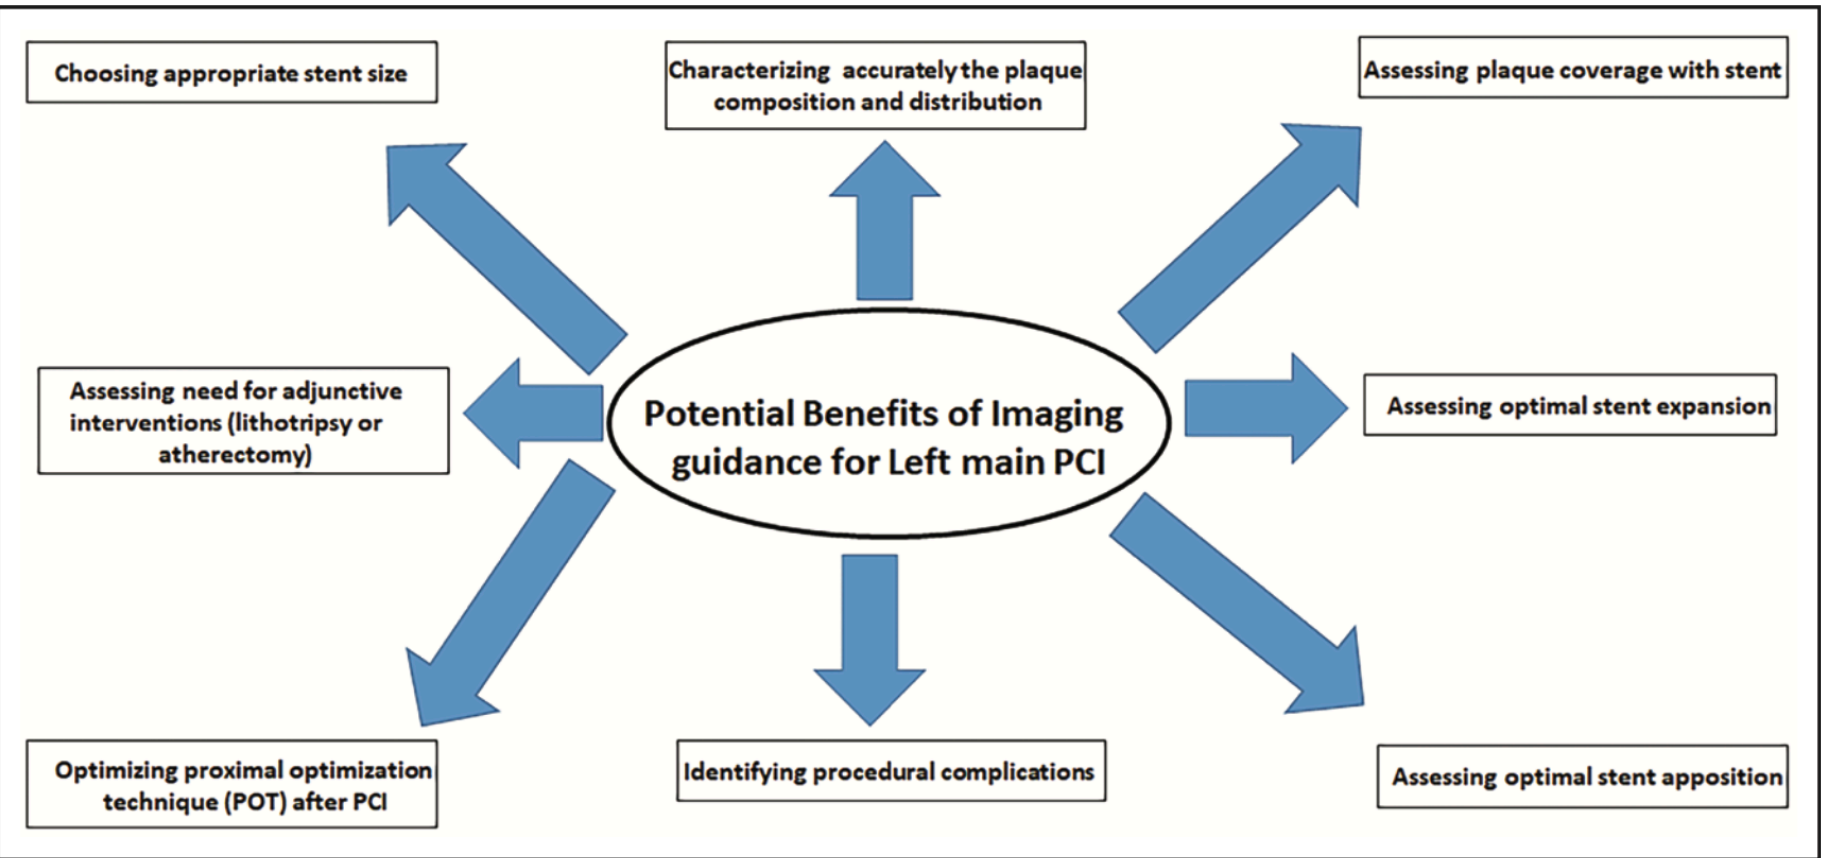 Choosing appropriate stent size
Characterizing accurately the plaque
composition and distribution
Assessing plaque coverage with stent
Assessing need for adjunctive
interventions (lithotripsy or
atherectomy)
Potential Benefits of Imaging
guidance for Left main PCI
Assessing optimal stent expansion
Optimizing proximal optimization
technique (POT) after PCI
Identifying procedural complications
Assessing optimal stent apposition